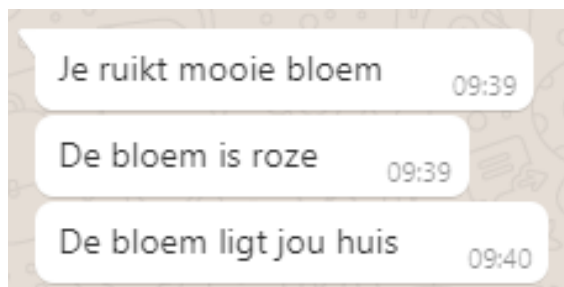 Je ruikt mooie bloem
09:39
De bloem is roze
09:39
De bloem ligt jou huis
09:40